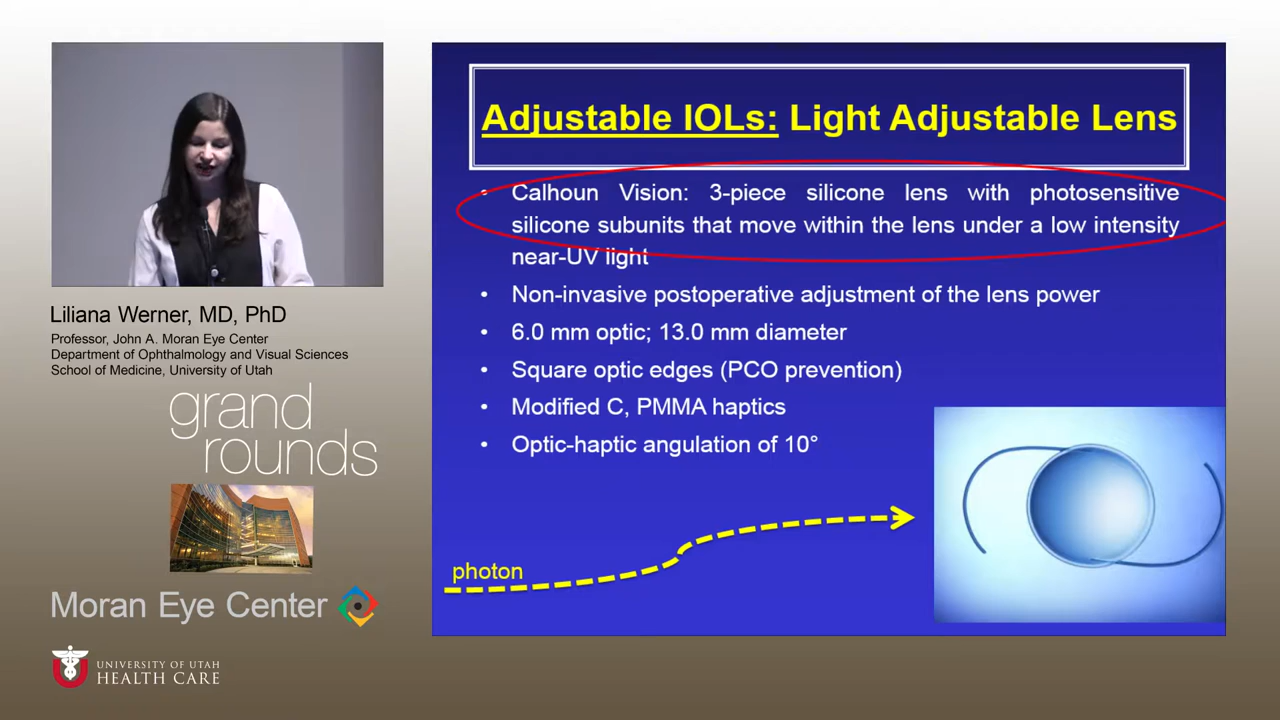 Adjustable IOLs: Light Adjustable Lens
• Calhoun Vision: 3-piece silicone lens with photosensitive
silicone subunits that move within the lens under a low intensity
near-UV light
• Non-invasive postoperative adjustment of the lens power
• 6.0 mm optic; 13.0 mm diameter
• Square optic edges (PCO prevention)
• Modified C, PMMA haptics
• Optic-haptic angulation of 10°
photon
Liliana Werner, MD, PhD
Professor, John A. Moran Eye Center
Department of Ophthalmology and Visual Sciences
School of Medicine, University of Utah
grand
rounds
Moran Eye Center
U
UNIVERSITY OF UTAH
HEALTH CARE